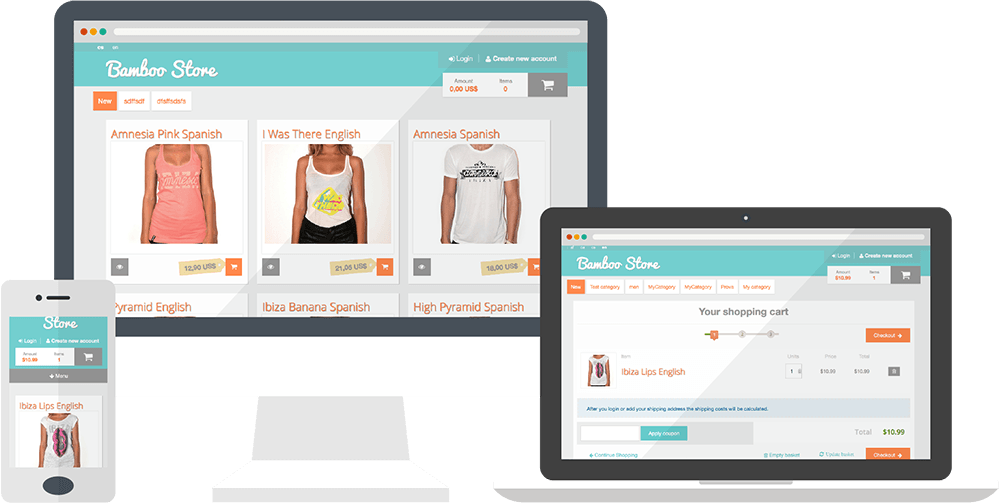 es en
Login Create new account
Bamboo Store
Amount Items
0,00 US$ 0
New sdffsdf dfsffsdafs
Amnesia Pink Spanish I Was There English Amnesia Spanish
12,90 US$ 21,05 US$ 18,00 US$
Pyramid English Ibiza Banana Spanish High Pyramid Spanish
Store
Login Create new account
Amount Items
$10.99 1
Menu
Ibiza Lips English
Login Create new account
Bamboo Store
Amount Items
$10.99 1
New Test category men MyCategory MyCategory Proves My category
Your shopping cart
1 2 3
Checkout
Item Units Price Total
Ibiza Lips English 1 $10.99 $10.99
After you login or add your shipping address the shipping costs will be calculated.
Apply coupon
Total $10.99
Continue Shopping Empty basket Update basket Checkout